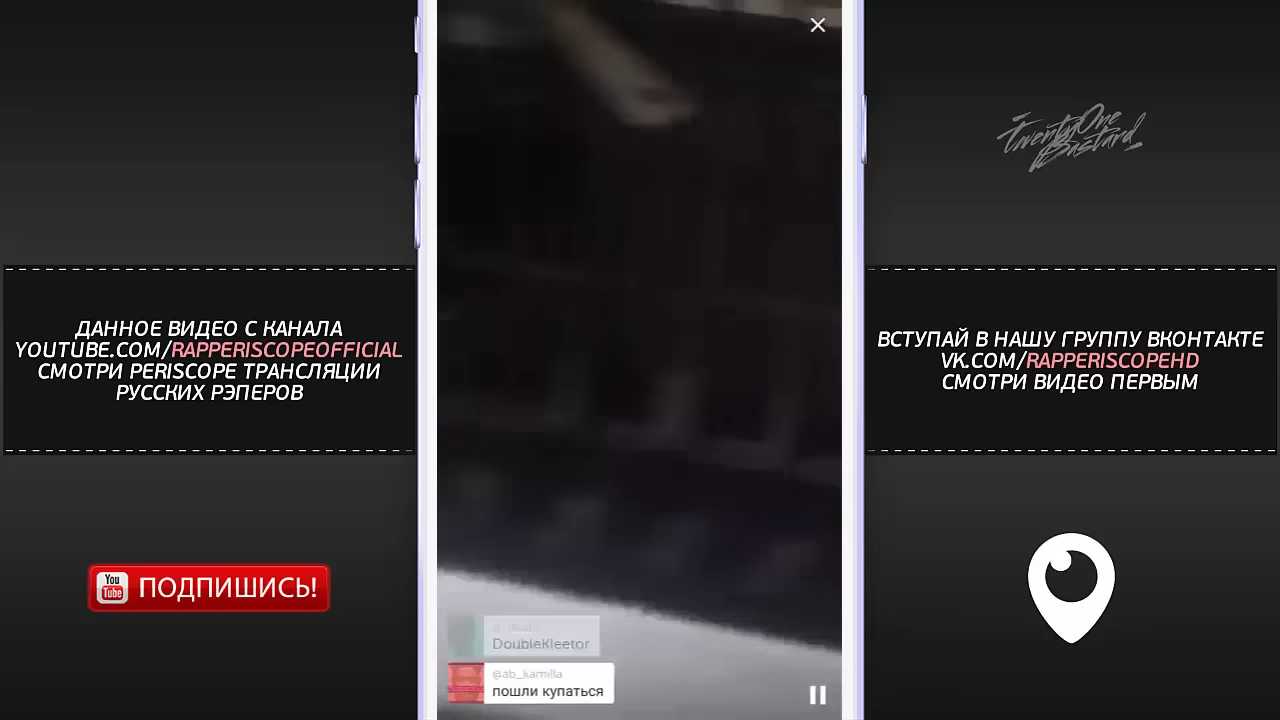 ДАННОЕ ВИДЕО С КАНАЛА
YOUTUBE.COM/RAPPERISCOPEOFFICIAL
СМОТРИ PERISCOPE ТРАНСЛЯЦИИ
РУССКИХ РЭПЕРОВ
You
Tube
ПОДПИШИСЬ!
DoubleKleetor
@ab_kamilla
пошли купаться
TwentyOne
Bastard
ВСТУПАЙ В НАШУ ГРУППУ ВКОНТАКТЕ
VK.COM/RAPPERISCOPEHD
СМОТРИ ВИДЕО ПЕРВЫМ